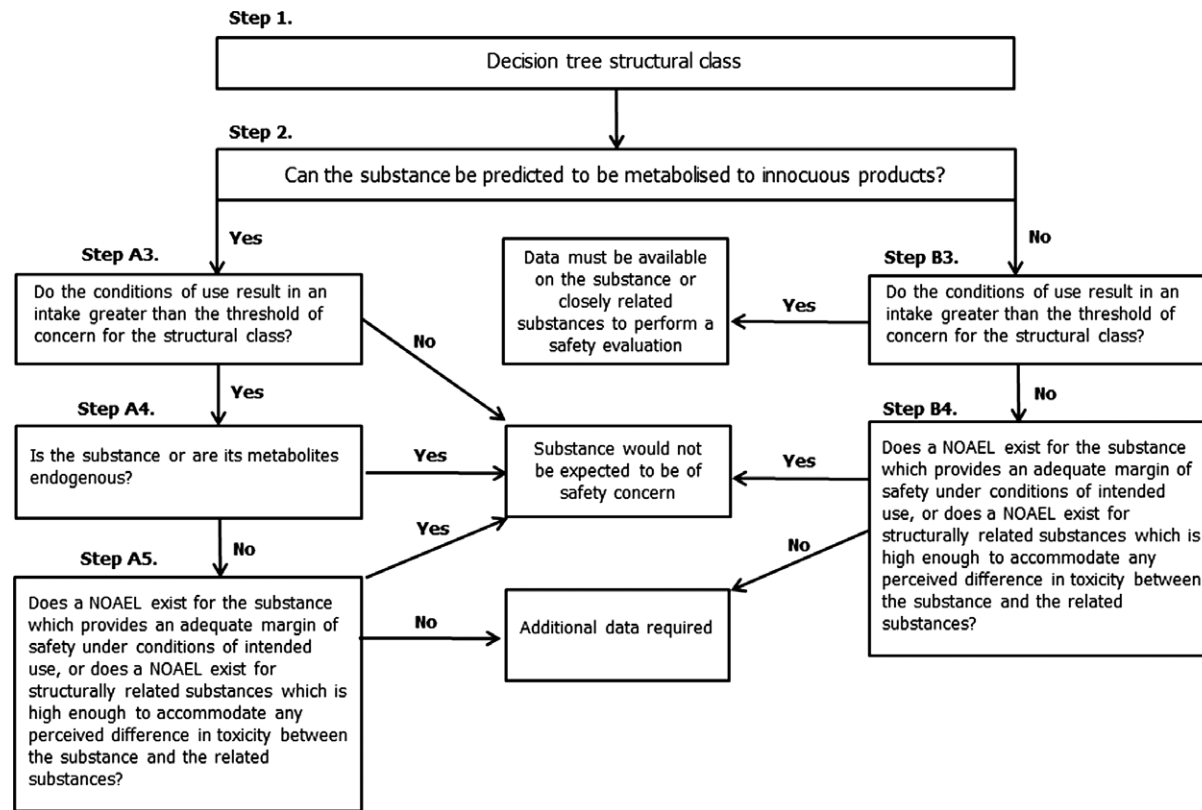 Step 1.
Decision tree structural class
Step 2.
Can the substance be predicted to be metabolised to innocuous products?
Yes
No
Step A3.
Do the conditions of use result in an
intake greater than the threshold of
concern for the structural class?
Data must be available
on the substance or
closely related
substances to perform a
safety evaluation
Step B3.
Do the conditions of use result in an
intake greater than the threshold of
concern for the structural class?
Yes
No
Yes
No
Step A4.
Is the substance or are its metabolites
endogenous?
Yes
Substance would not
be expected to be of
safety concern
Yes
Step B4.
Does a NOAEL exist for the substance
which provides an adequate margin of
safety under conditions of intended
use, or does a NOAEL exist for
structurally related substances which is
high enough to accommodate any
perceived difference in toxicity between
the substance and the related
substances?
No
Yes
No
Step A5.
Does a NOAEL exist for the substance
which provides an adequate margin of
safety under conditions of intended
use, or does a NOAEL exist for
structurally related substances which is
high enough to accommodate any
perceived difference in toxicity between
the substance and the related
substances?
No
Additional data required